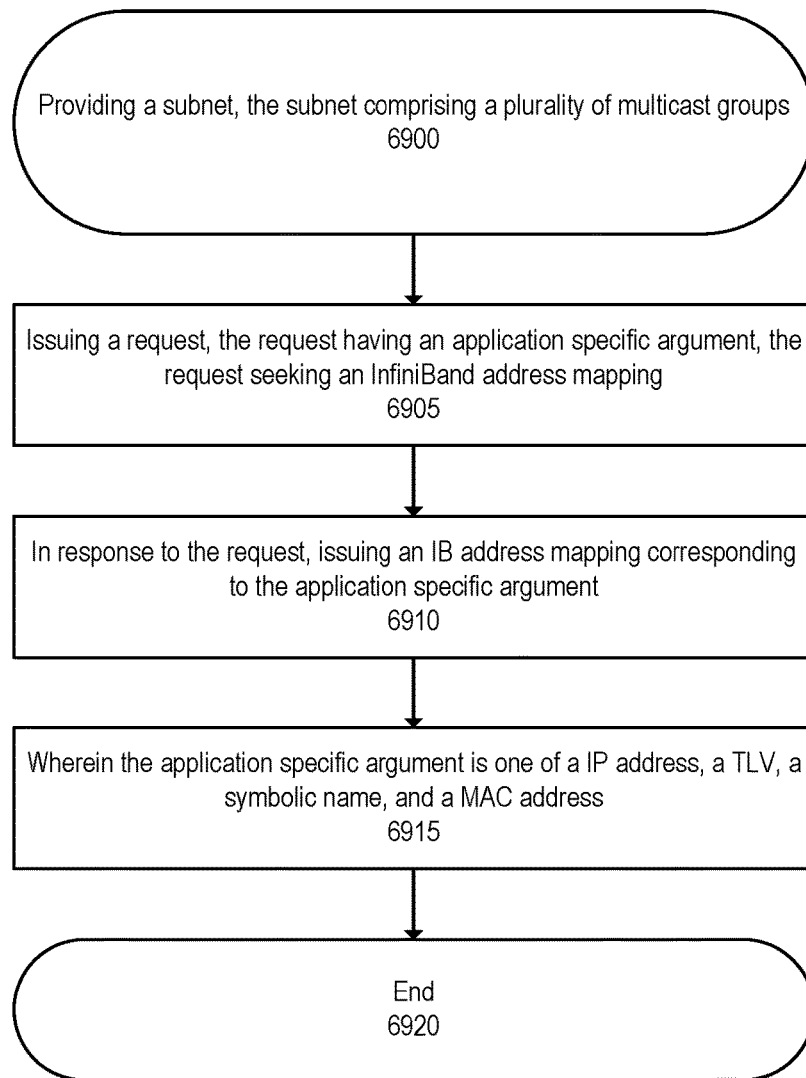 Providing a subnet, the subnet comprising a plurality of multicast groups
6900
Issuing a request, the request having an application specific argument, the
request seeking an InfiniBand address mapping
6905
In response to the request, issuing an IB address mapping corresponding
to the application specific argument
6910
Wherein the application specific argument is one of a IP address, a TLV, a
symbolic name, and a MAC address
6915
End
6920